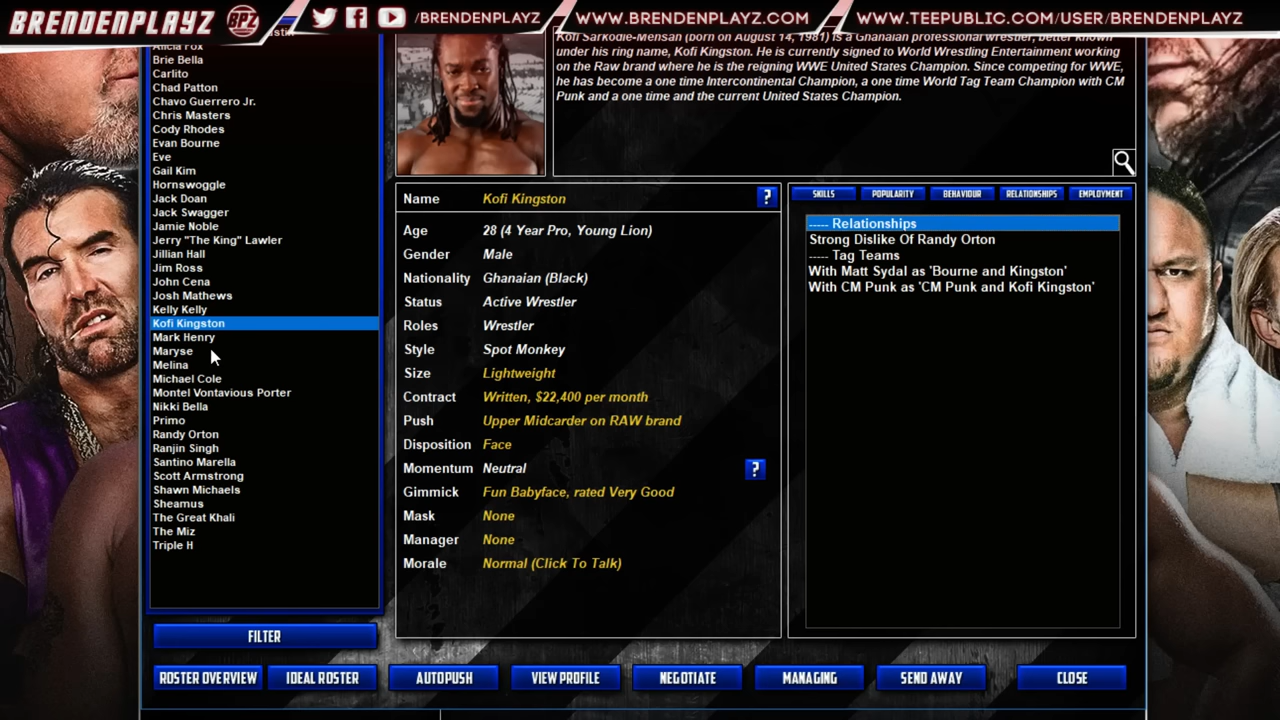 BRENDENPLAYZ
BPZ
/BRENDENPLAYZ
WWW.BRENDENPLAYZ.COM
WWW.TEEPUBLIC.COM/USER/BRENDENPLAYZ
Alicia Fox
Brie Bella
Carlito
Chad Patton
Chavo Guerrero Jr.
Chris Masters
Cody Rhodes
Evan Bourne
Eve
Gail Kim
Hornswoggle
Jack Doan
Jack Swagger
Jamie Noble
Jerry "The King" Lawler
Jillian Hall
Jim Ross
John Cena
Josh Mathews
Kelly Kelly
Kofi Kingston
Mark Henry
Maryse
Melina
Michael Cole
Montel Vontavious Porter
Nikki Bella
Primo
Randy Orton
Ranjin Singh
Santino Marella
Scott Armstrong
Shawn Michaels
Sheamus
The Great Khali
The Miz
Triple H
Kofi Sarkodie-Mensah (born on August 14, 1981) is a Ghanaian professional wrestler, better known
under his ring name, Kofi Kingston. He is currently signed to World Wrestling Entertainment working
on the Raw brand where he is the reigning WWE United States Champion. Since competing for WWE,
he has become a one time Intercontinental Champion, a one time World Tag Team Champion with CM
Punk and a one time and the current United States Champion.
Name Kofi Kingston ?
Age 28 (4 Year Pro, Young Lion)
Gender Male
Nationality Ghanaian (Black)
Status Active Wrestler
Roles Wrestler
Style Spot Monkey
Size Lightweight
Contract Written, $22,400 per month
Push Upper Midcarder on RAW brand
Disposition Face
Momentum Neutral ?
Gimmick Fun Babyface, rated Very Good
Mask None
Manager None
Morale Normal (Click To Talk)
SKILLS POPULARITY BEHAVIOUR RELATIONSHIPS EMPLOYMENT
----- Relationships
Strong Dislike Of Randy Orton
----- Tag Teams
With Matt Sydal as 'Bourne and Kingston'
With CM Punk as 'CM Punk and Kofi Kingston'
FILTER
ROSTER OVERVIEW IDEAL ROSTER AUTOPUSH VIEW PROFILE NEGOTIATE MANAGING SEND AWAY CLOSE